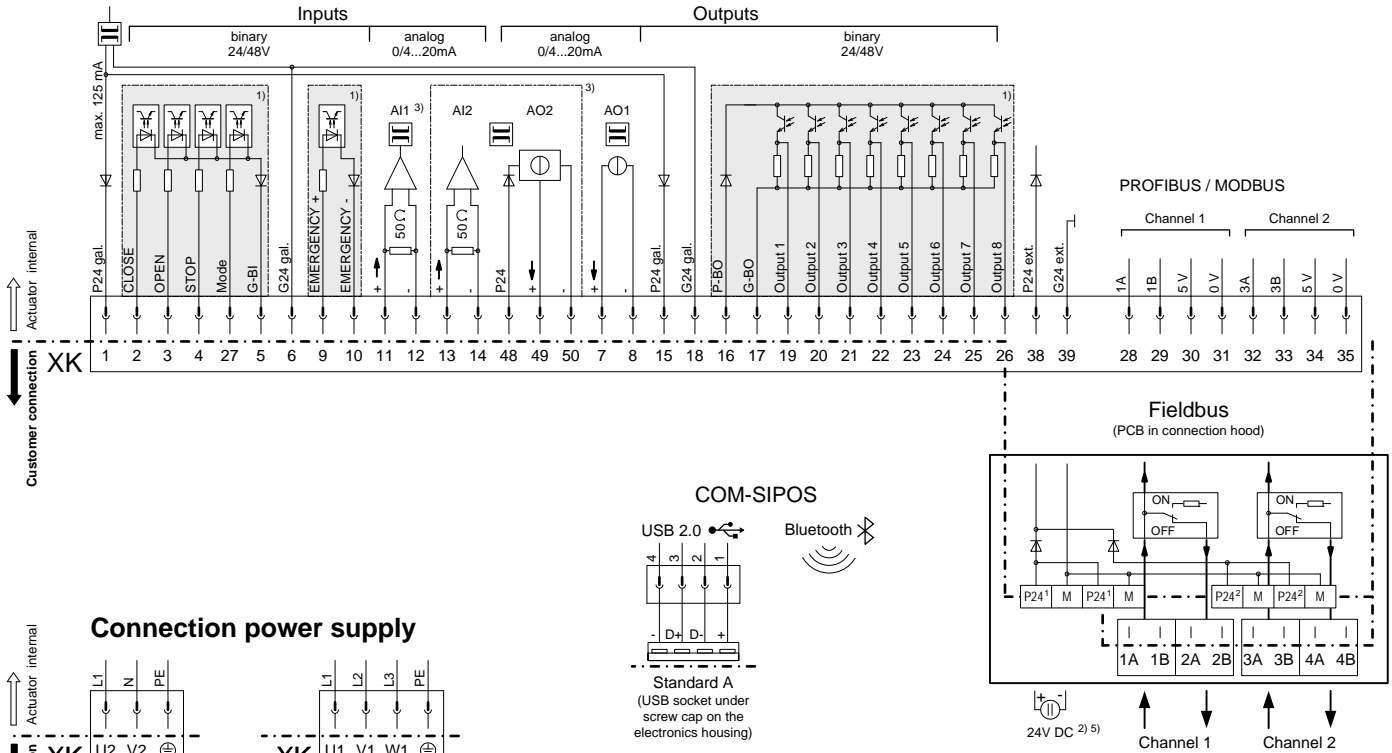 Inputs Outputs
binary
24/48V
analog
0/4...20mA
analog
0/4...20mA
binary
24/48V
max. 125 mA
1)
1)
AI1 3)
AI2
AO2
3)
AO1
1)
50Ω
50Ω
PROFIBUS / MODBUS
Channel 1 Channel 2
Actuator internal
P24 gal.
CLOSE
OPEN
STOP
Mode
G-BI
G24 gal.
EMERGENCY +
EMERGENCY -
+
-
+
-
P24
+
-
+
-
P24 gal.
G24 gal.
P-BO
G-BO
Output 1
Output 2
Output 3
Output 4
Output 5
Output 6
Output 7
Output 8
P24 ext.
G24 ext.
1A
1B
5 V
0 V
3A
3B
5 V
0 V
Customer connection
XK 1 2 3 4 27 5 6 9 10 11 12 13 14 48 49 50 7 8 15 18 16 17 19 20 21 22 23 24 25 26 38 39 28 29 30 31 32 33 34 35
Fieldbus
(PCB in connection hood)
ON
OFF
ON
OFF
P24¹ M P24¹ M P24² M P24² M
1A 1B 2A 2B 3A 3B 4A 4B
+ -
24V DC 2) 5)
Channel 1 Channel 2
COM-SIPOS
USB 2.0 Bluetooth
4 3 2 1
- D+ D- +
Standard A
(USB socket under
screw cap on the
electronics housing)
Connection power supply
Actuator internal
L1 N PE
L1 L2 L3 PE
XK U2 V2
XK U1 V1 W1